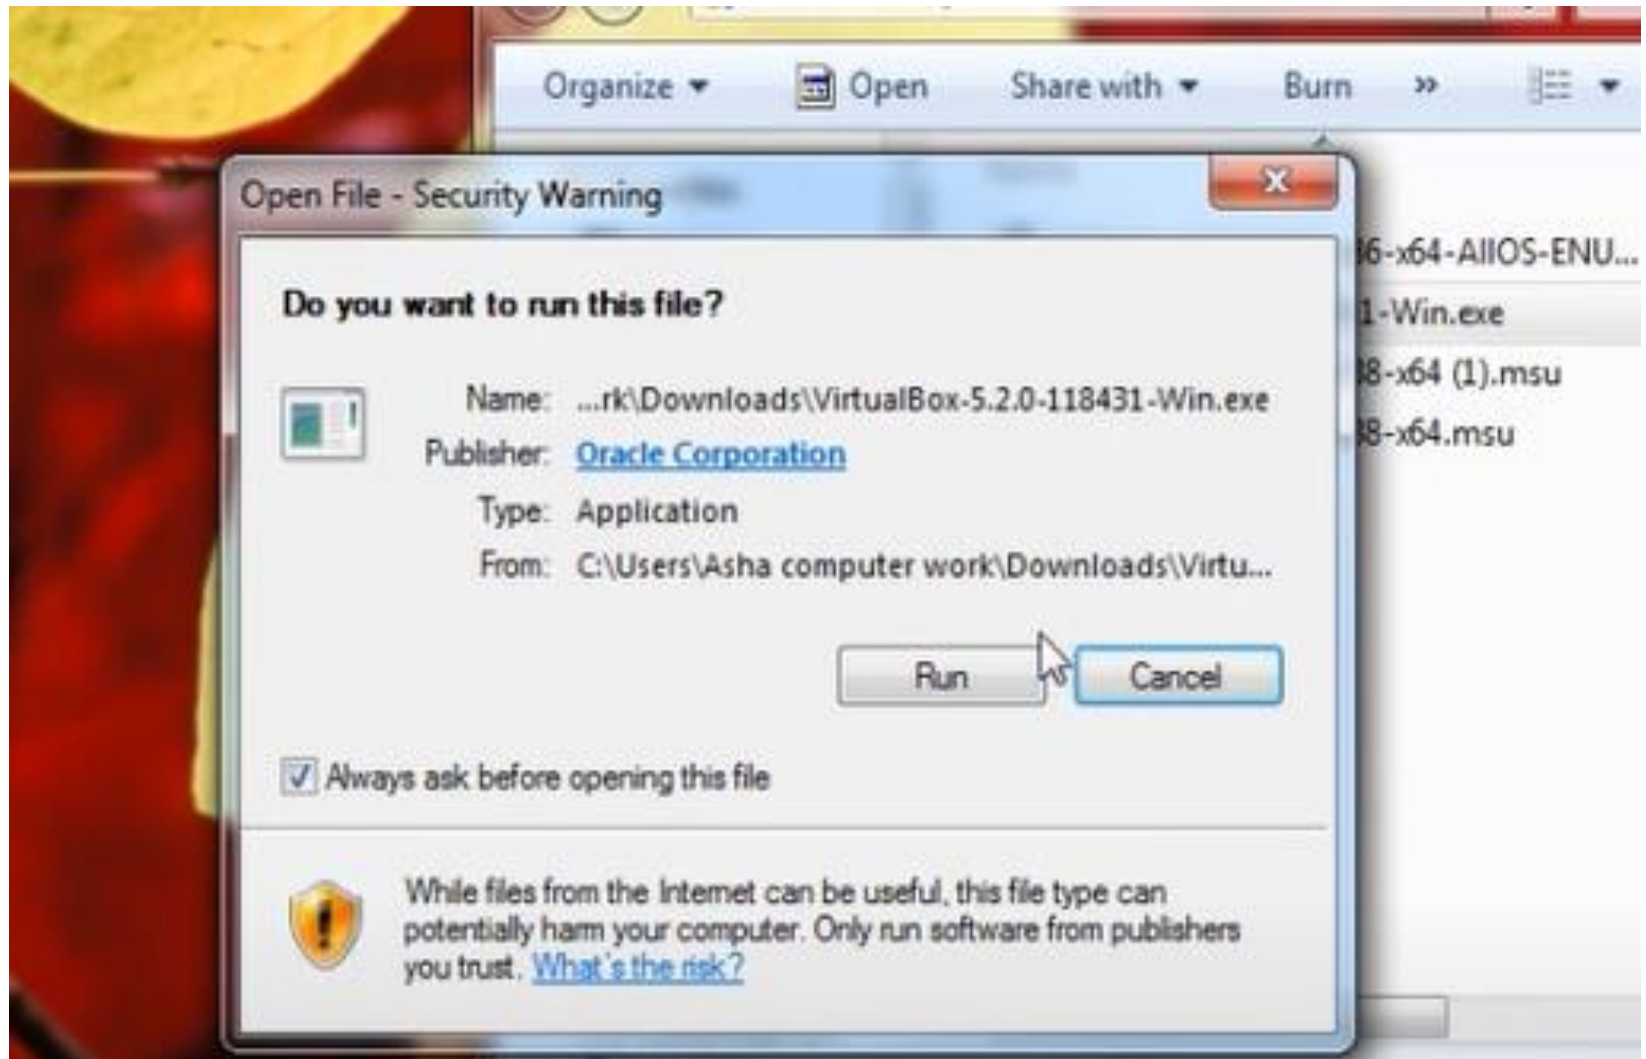 Organize Open Share with Burn »
Open File - Security Warning
6-x64-AllOS-ENU...
Do you want to run this file?
1-Win.exe
8-x64 (1).msu
Name: ...rk\Downloads\VirtualBox-5.2.0-118431-Win.exe
8-x64.msu
Publisher: Oracle Corporation
Type: Application
From: C:\Users\Asha computer work\Downloads\Virtu...
Run Cancel
Always ask before opening this file
While files from the Internet can be useful, this file type can
potentially harm your computer. Only run software from publishers
you trust. What's the risk?